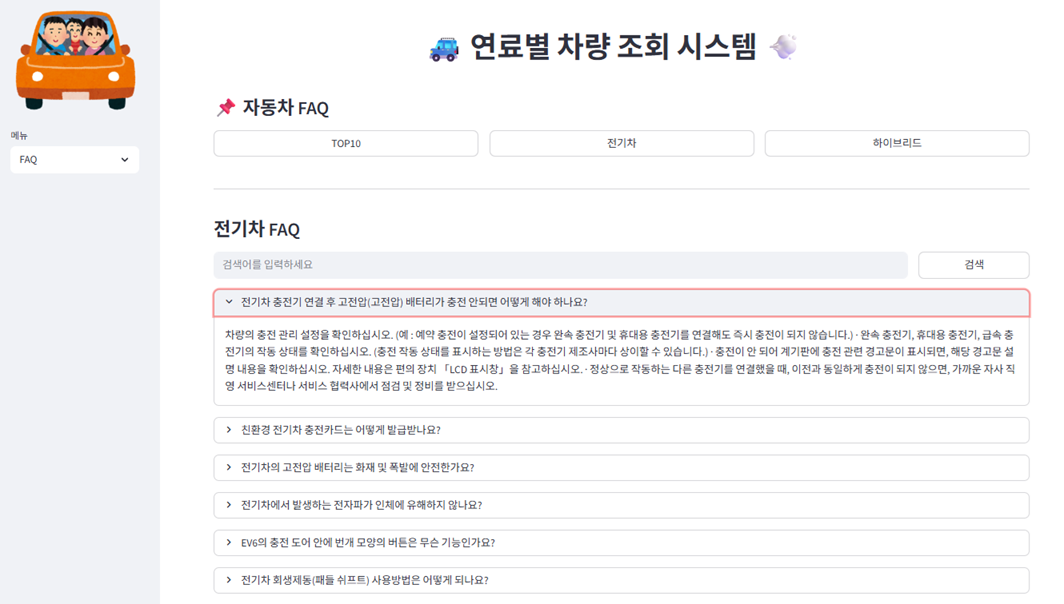 연료별 차량 조회 시스템
메뉴
FAQ
자동차 FAQ
TOP10
전기차
하이브리드
전기차 FAQ
검색어를 입력하세요
검색
전기차 충전기 연결 후 고전압(고전압) 배터리가 충전 안되면 어떻게 해야 하나요?
차량의 충전 관리 설정을 확인하십시오. (예 : 예약 충전이 설정되어 있는 경우 완속 충전기 및 휴대용 충전기를 연결해도 즉시 충전이 되지 않습니다.) · 완속 충전기, 휴대용 충전기, 급속 충
전기의 작동 상태를 확인하십시오. (충전 작동 상태를 표시하는 방법은 각 충전기 제조사마다 상이할 수 있습니다.) · 충전이 안 되어 계기판에 충전 관련 경고문이 표시되면, 해당 경고문 설
명 내용을 확인하십시오. 자세한 내용은 편의 장치 「LCD 표시창」을 참고하십시오. · 정상으로 작동하는 다른 충전기를 연결했을 때, 이전과 동일하게 충전이 되지 않으면, 가까운 자사 직
영 서비스센터나 서비스 협력사에서 점검 및 정비를 받으십시오.
친환경 전기차 충전카드는 어떻게 발급받나요?
전기차의 고전압 배터리는 화재 및 폭발에 안전한가요?
전기차에서 발생하는 전자파가 인체에 유해하지 않나요?
EV6의 충전 도어 안에 번개 모양의 버튼은 무슨 기능인가요?
전기차 회생제동(패들 쉬프트) 사용방법은 어떻게 되나요?